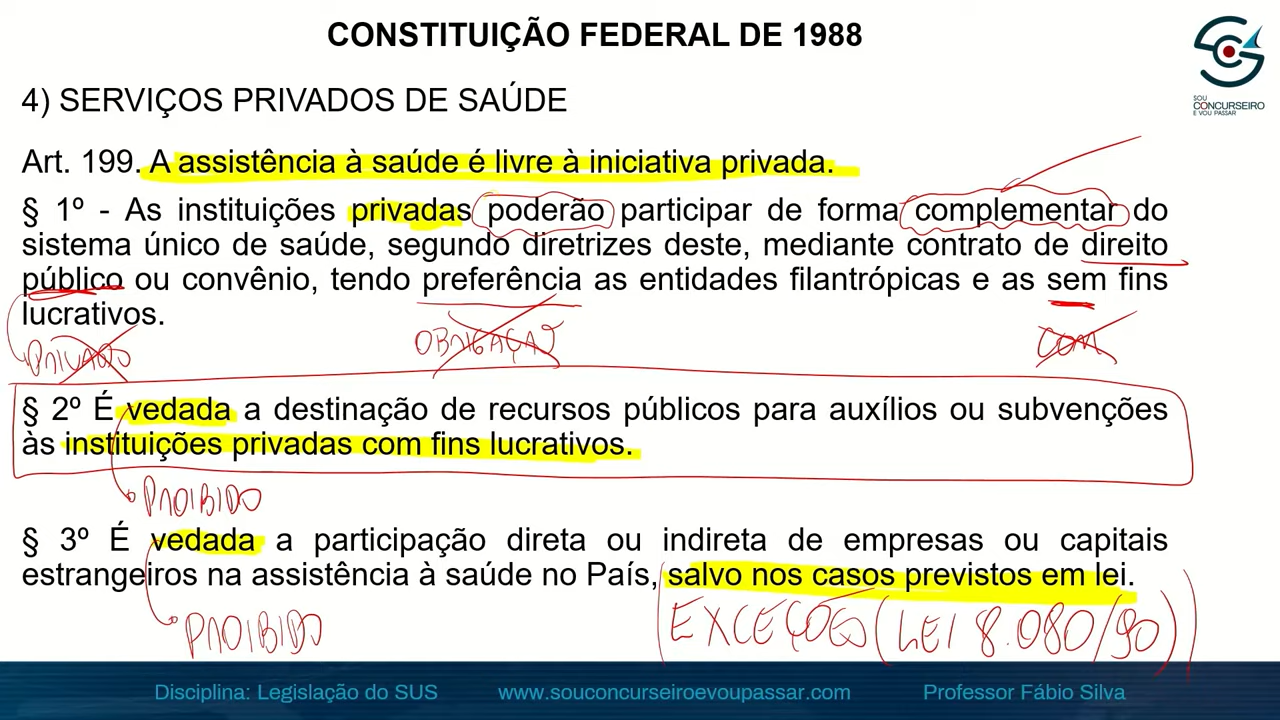 CONSTITUIÇÃO FEDERAL DE 1988
SOU
CONCURSEIRO
E VOU PASSAR
4) SERVIÇOS PRIVADOS DE SAÚDE
Art. 199. A assistência à saúde é livre à iniciativa privada.
§ 1º - As instituições privadas poderão participar de forma complementar do
sistema único de saúde, segundo diretrizes deste, mediante contrato de direito
público ou convênio, tendo preferência as entidades filantrópicas e as sem fins
lucrativos.
PRIVADO
OBRIGAÇÃO
COM
§ 2º É vedada a destinação de recursos públicos para auxílios ou subvenções
às instituições privadas com fins lucrativos.
PROIBIDO
§ 3º É vedada a participação direta ou indireta de empresas ou capitais
estrangeiros na assistência à saúde no País, salvo nos casos previstos em lei.
PROIBIDO
EXCEÇÕES (LEI 8.080/90)
Disciplina: Legislação do SUS www.souconcurseiroevoupassar.com Professor Fábio Silva